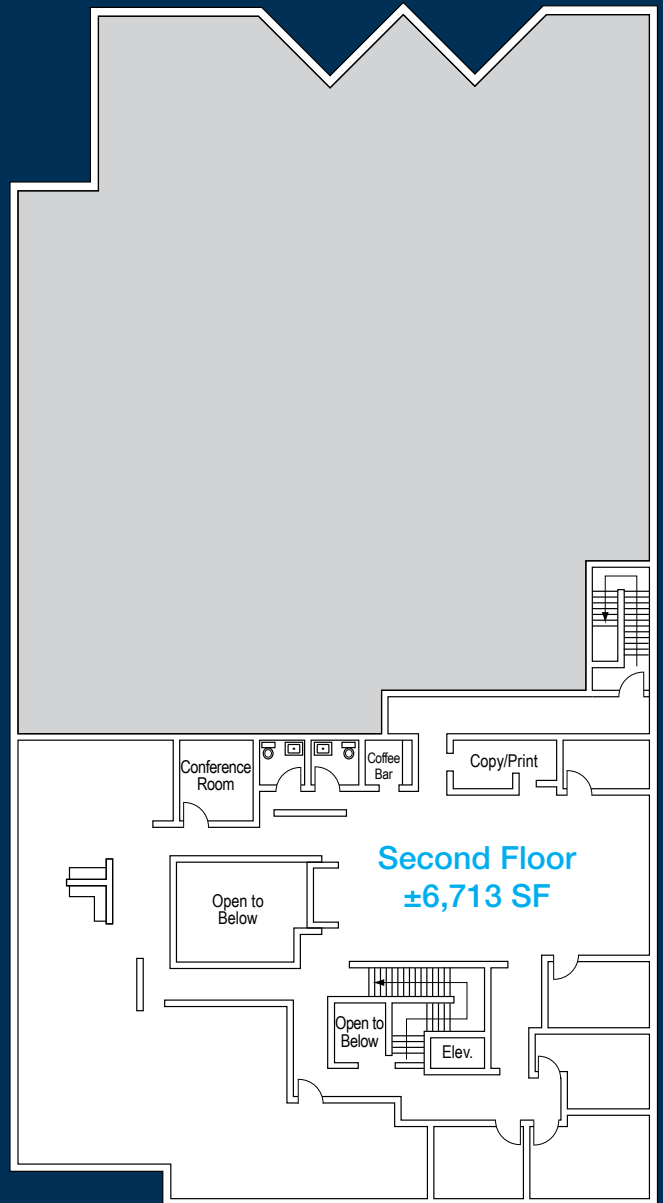 Conference
Room
Coffee
Bar
Copy/Print
Second Floor
±6,713 SF
Open to
Below
Open to
Below
Elev.